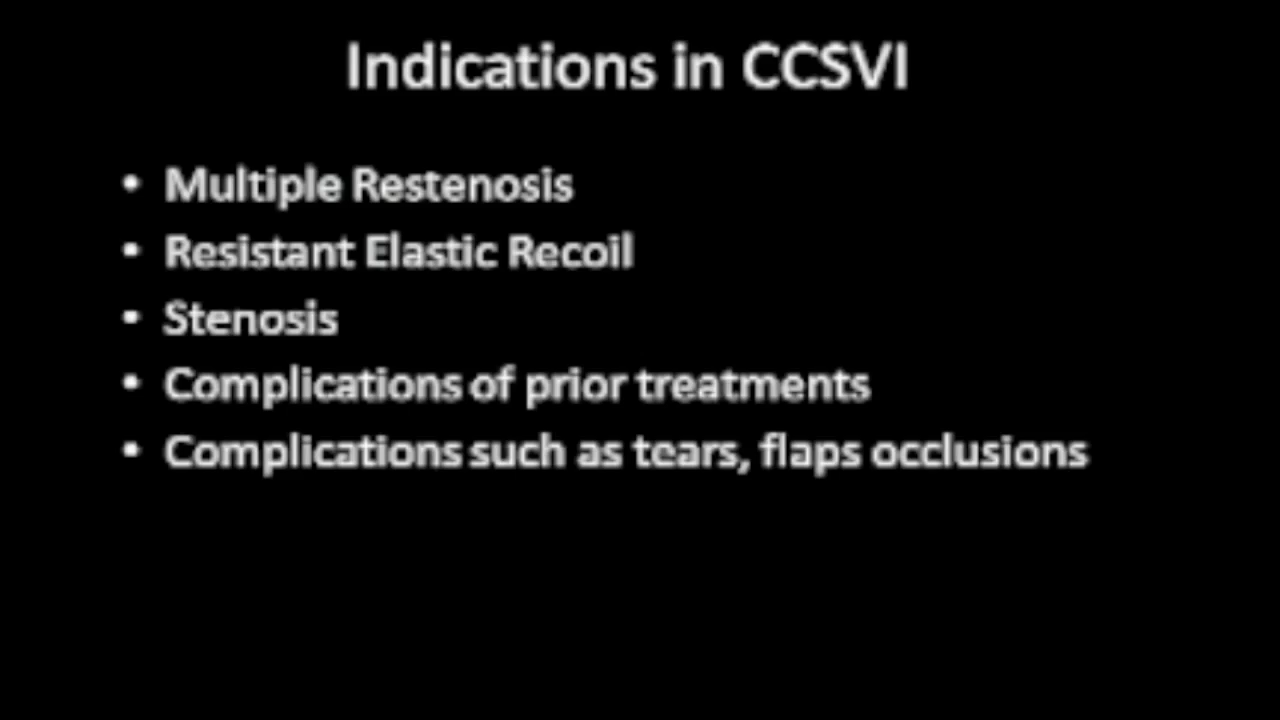 Indications in CCSVI
• Multiple Restenosis
• Resistant Elastic Recoil
• Stenosis
• Complications of prior treatments
• Complications such as tears, flaps occlusions